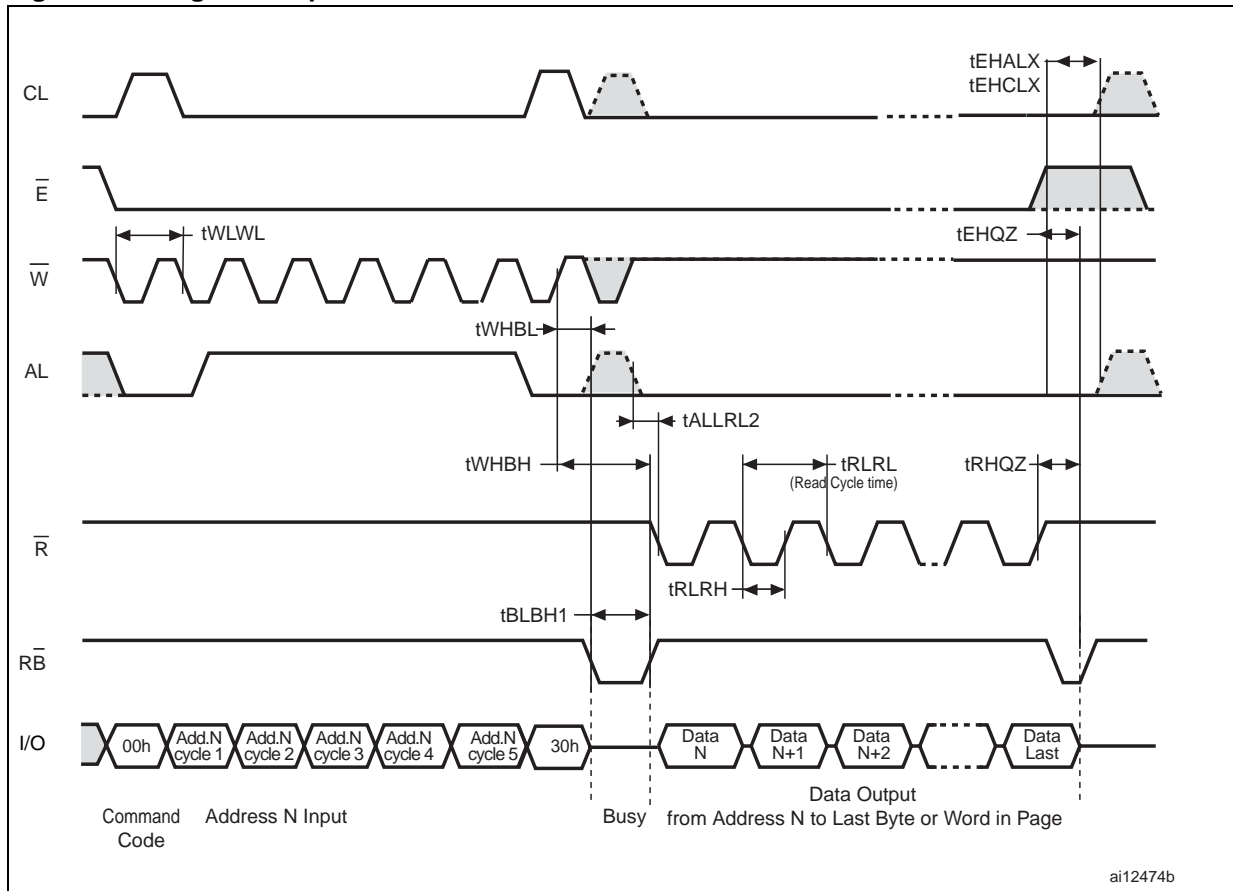 tEHALX
tEHCLX
CL
E
tEHQZ
tWLWL
W
tWHBL
AL
tALLRL2
tWHBH
tRLRL
(Read Cycle time)
tRHQZ
R
tRLRH
tBLBH1
RB
I/O
00h
Add.N cycle 1
Add.N cycle 2
Add.N cycle 3
Add.N cycle 4
Add.N cycle 5
30h
Data N
Data N+1
Data N+2
Data Last
Command Code
Address N Input
Busy
Data Output
from Address N to Last Byte or Word in Page
ai12474b